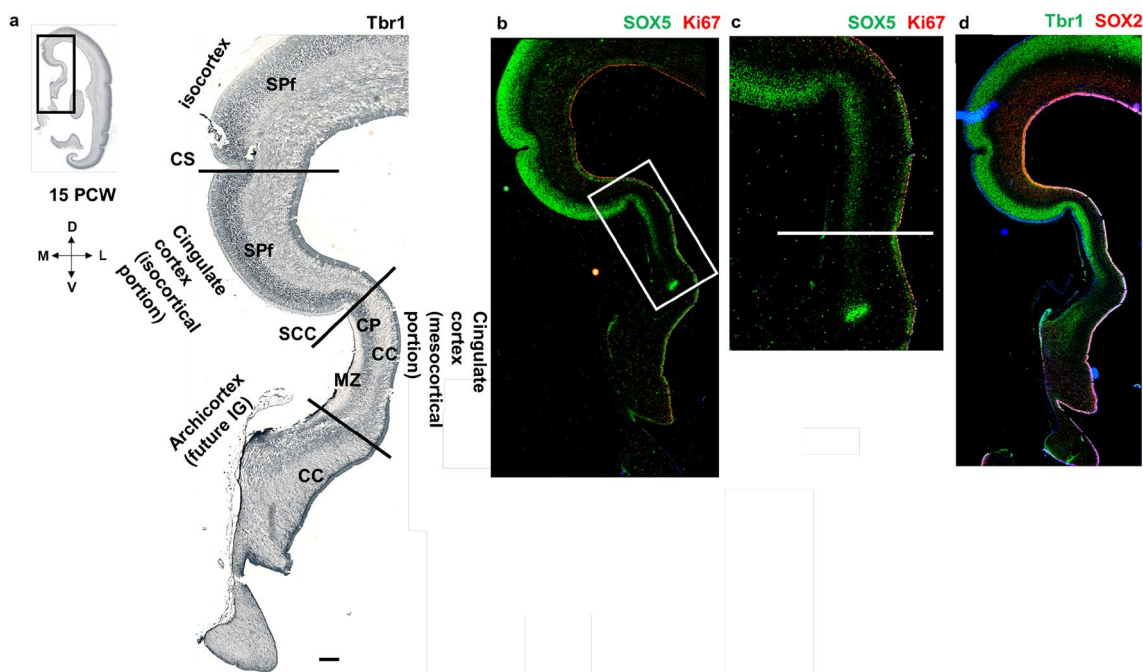 a
Tbr1
15 PCW
D
M
L
V
isocortex
SPf
CS
Cingulate
cortex
(isocortical
portion)
SPf
SCC
CP
CC
MZ
Cingulate
cortex
(mesocortical
portion)
Archicortex
(future IG)
CC
b
SOX5 Ki67
c
SOX5 Ki67
d
Tbr1 SOX2